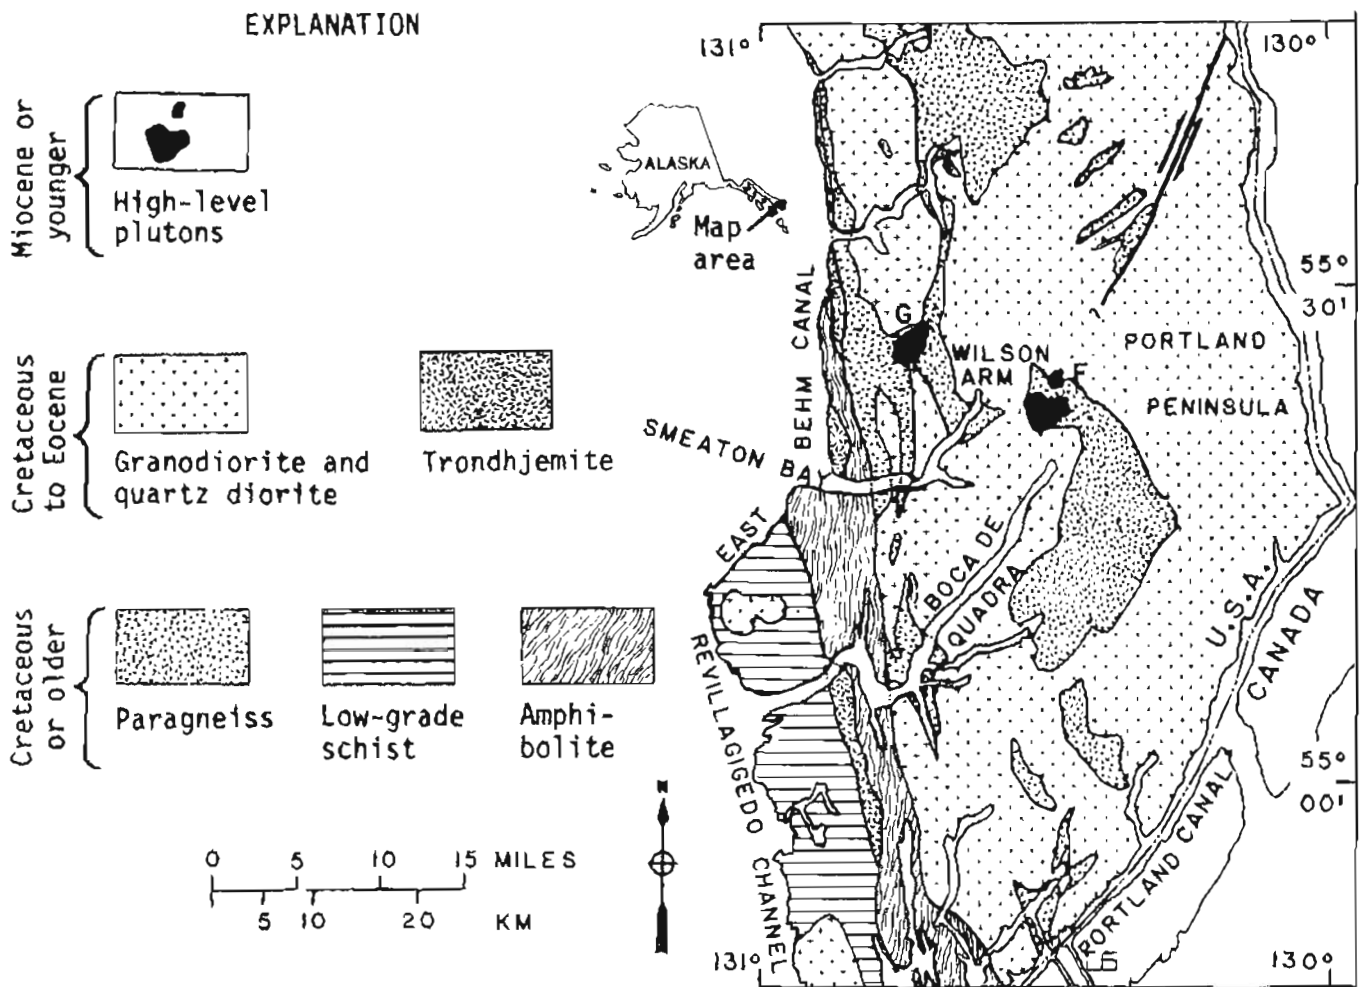 EXPLANATION
Miocene or
younger
High-level
plutons
Cretaceous
to Eocene
Granodiorite and
quartz diorite
Trondhjemite
Cretaceous
or older
Paragneiss
Low-grade
schist
Amphi-
bolite
0 5 10 15 MILES
5 10 20 KM
N
ALASKA
Map
area
131°
130°
55°
30'
BEHM CANAL
G
WILSON
ARM
F
PORTLAND
PENINSULA
SMEATON BA
EAST
BOCA DE
QUADRA
U.S.A.
CANADA
REVILLAGIGEDO CHANNEL
55°
00'
PORTLAND CANAL
131°
130°